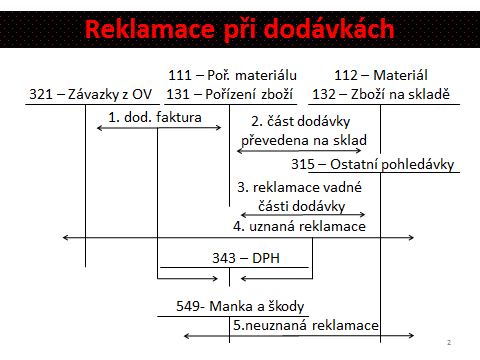 Reklamace při dodávkách
111 – Poř. materiálu
112 – Materiál
321 – Závazky z OV
131 – Pořízení zboží
132 – Zboží na skladě
1. dod. faktura
2. část dodávky
převedena na sklad
315 – Ostatní pohledávky
3. reklamace vadné
části dodávky
4. uznaná reklamace
343 – DPH
549- Manka a škody
5.neuznaná reklamace
2